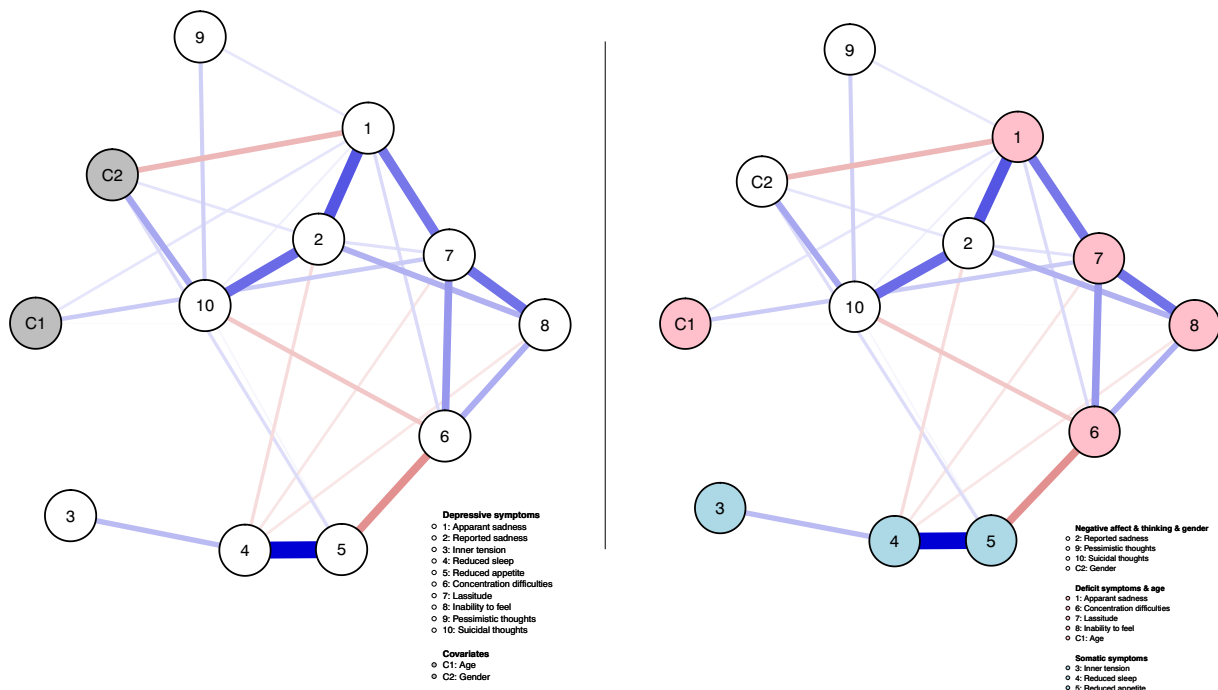 9
1
C2
2
7
10
C1
8
6
3
4
5
Depressive symptoms
1: Apparant sadness
2: Reported sadness
3: Inner tension
4: Reduced sleep
5: Reduced appetite
6: Concentration difficulties
7: Lassitude
8: Inability to feel
9: Pessimistic thoughts
10: Suicidal thoughts
Covariates
C1: Age
C2: Gender
9
1
C2
2
7
10
C1
8
6
3
4
5
Negative affect & thinking & gender
2: Reported sadness
9: Pessimistic thoughts
10: Suicidal thoughts
C2: Gender
Deficit symptoms & age
1: Apparant sadness
6: Concentration difficulties
7: Lassitude
8: Inability to feel
C1: Age
Somatic symptoms
3: Inner tension
4: Reduced sleep
5: Reduced appetite